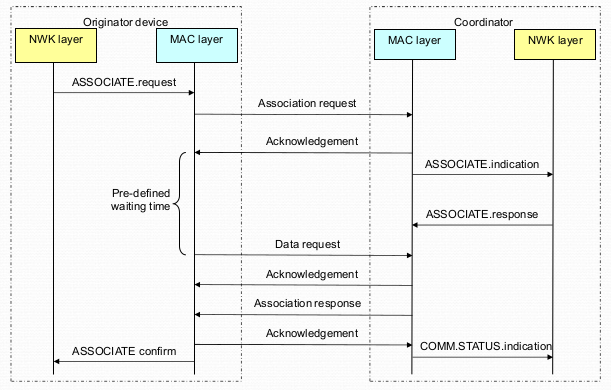 Originator device
Coordinator
NWK layer
MAC layer
MAC layer
NWK layer
ASSOCIATE.request
Association request
Acknowledgement
ASSOCIATE.indication
Pre-defined
waiting time
ASSOCIATE.response
Data request
Acknowledgement
Association response
Acknowledgement
COMM.STATUS.indication
ASSOCIATE confirm